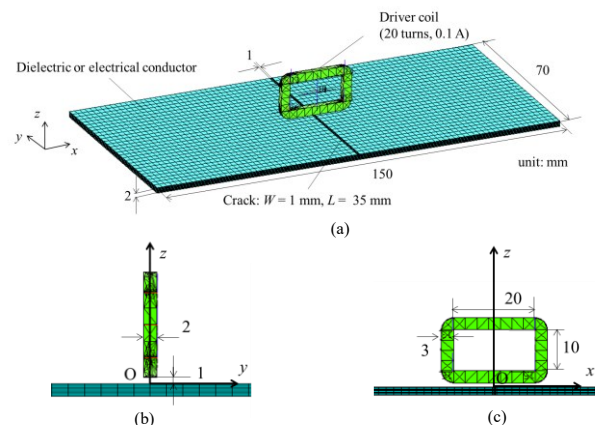 Driver coil
(20 turns, 0.1 A)
1
Dielectric or electrical conductor
70
z
y
x
150
unit: mm
2
Crack: W = 1 mm, L = 35 mm
(a)
z
z
2
20
3
10
O
1
y
O
x
(b)
(c)